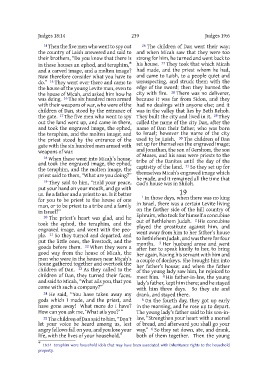 Judges 18:14
239
Judges 19:5
14 Then the five men who went to spy out
the country of Laish answered and said to
their brothers, "Do you know that there is
in these houses an ephod, and teraphim,*
and a carved image, and a molten image?
Now therefore consider what you have to
do." 15 They went over there and came to
the house of the young Levite man, even to
the house of Micah, and asked him how he
was doing. 16 The six hundred men armed
with their weapons of war, who were of the
children of Dan, stood by the entrance of
the gate. 17 The five men who went to spy
out the land went up, and came in there,
and took the engraved image, the ephod,
the teraphim, and the molten image; and
the priest stood by the entrance of the
gate with the six hundred men armed with
weapons of war.
18 When these went into Micah's house,
and took the engraved image, the ephod,
the teraphim, and the molten image, the
priest said to them, "What are you doing?"
19 They said to him, "Hold your peace,
put your hand on your mouth, and go with
us. Be a father and a priest to us. Is it better
for you to be priest to the house of one
man, or to be priest to a tribe and a family
in Israel?"
20 The priest's heart was glad, and he
took the ephod, the teraphim, and the
engraved image, and went with the peo-
ple. 21 So they turned and departed, and
put the little ones, the livestock, and the
goods before them. 22 When they were a
good way from the house of Micah, the
men who were in the houses near Micah's
house gathered together and overtook the
children of Dan. 23 As they called to the
children of Dan, they turned their faces,
and said to Micah, "What ails you, that you
come with such a company?"
24 He said, "You have taken away my
gods which I made, and the priest, and
have gone away! What more do I have?
How can you ask me, 'What ails you?'"
25 The children of Dan said to him, "Don't
let your voice be heard among us, lest
angry fellows fall on you, and you lose your
life, with the lives of your household."
26 The children of Dan went their way;
and when Micah saw that they were too
strong for him, he turned and went back to
his house. 27 They took that which Micah
had made, and the priest whom he had,
and came to Laish, to a people quiet and
unsuspecting, and struck them with the
edge of the sword; then they burned the
city with fire. 28 There was no deliverer,
because it was far from Sidon, and they
had no dealings with anyone else; and it
was in the valley that lies by Beth Rehob.
They built the city and lived in it. 29 They
called the name of the city Dan, after the
name of Dan their father, who was born
to Israel; however the name of the city
used to be Laish. 30 The children of Dan
set up for themselves the engraved image;
and Jonathan, the son of Gershom, the son
of Moses, and his sons were priests to the
tribe of the Danites until the day of the
captivity of the land. 31 So they set up for
themselves Micah's engraved image which
he made, and it remained all the time that
God's house was in Shiloh.
19
1 In those days, when there was no king
in Israel, there was a certain Levite living
on the farther side of the hill country of
Ephraim, who took for himself a concubine
out of Bethlehem Judah. 2 His concubine
played the prostitute against him, and
went away from him to her father's house
to Bethlehem Judah, and was there for four
months. 3 Her husband arose and went
after her to speak kindly to her, to bring
her again, having his servant with him and
a couple of donkeys. She brought him into
her father's house; and when the father
of the young lady saw him, he rejoiced to
meet him. 4 His father-in-law, the young
lady's father, kept him there; and he stayed
with him three days. So they ate and
drank, and stayed there.
5 On the fourth day, they got up early
in the morning, and he rose up to depart.
The young lady's father said to his son-in-
law, "Strengthen your heart with a morsel
of bread, and afterward you shall go your
way." 6 So they sat down, ate, and drank,
both of them together. Then the young
* 18:14 teraphim were household idols that may have been associated with inheritance rights to the household
property.